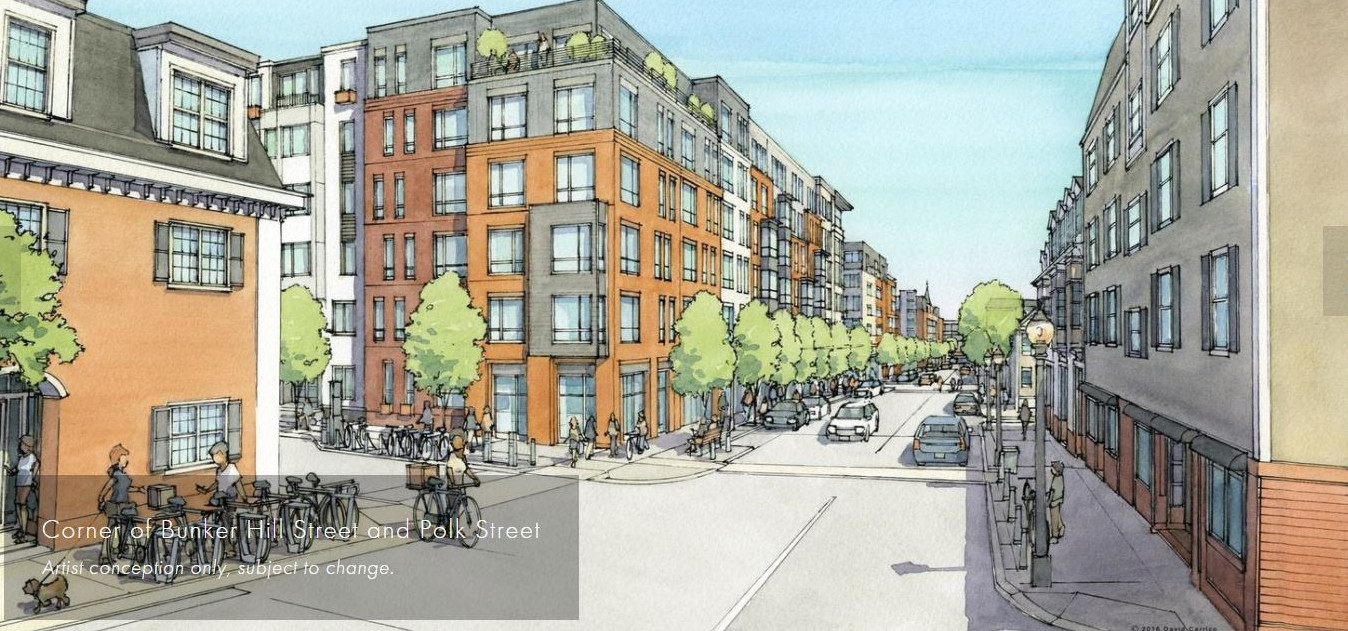 Corner of Bunker Hill Street and Polk Street
Artist conception only, subject to change.
© 2016 David Carrico